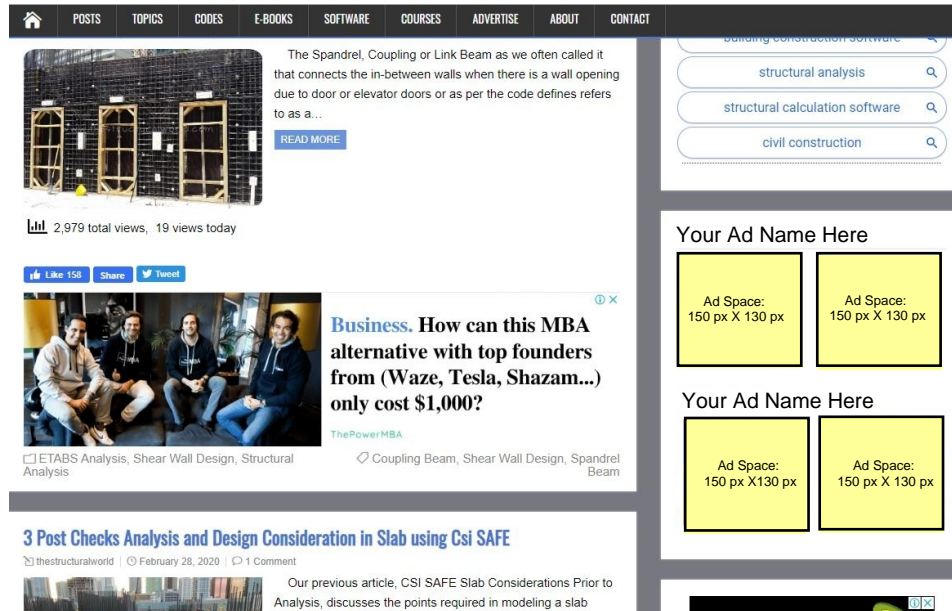 POSTS TOPICS CODES E-BOOKS SOFTWARE COURSES ADVERTISE ABOUT CONTACT
The Spandrel, Coupling or Link Beam as we often called it
that connects the in-between walls when there is a wall opening
due to door or elevator doors or as per the code defines refers
to as a...
READ MORE
2,979 total views, 19 views today
Like 158 Share Tweet
Business. How can this MBA
alternative with top founders
from (Waze, Tesla, Shazam...)
only cost $1,000?
ThePowerMBA
ETABS Analysis, Shear Wall Design, Structural
Analysis
Coupling Beam, Shear Wall Design, Spandrel
Beam
3 Post Checks Analysis and Design Consideration in Slab using Csi SAFE
thestructuralworld February 28, 2020 1 Comment
Our previous article, CSI SAFE Slab Considerations Prior to
Analysis, discusses the points required in modeling a slab
building construction software
structural analysis
structural calculation software
civil construction
Your Ad Name Here
Ad Space:
150 px X 130 px
Ad Space:
150 px X 130 px
Your Ad Name Here
Ad Space:
150 px X130 px
Ad Space:
150 px X 130 px